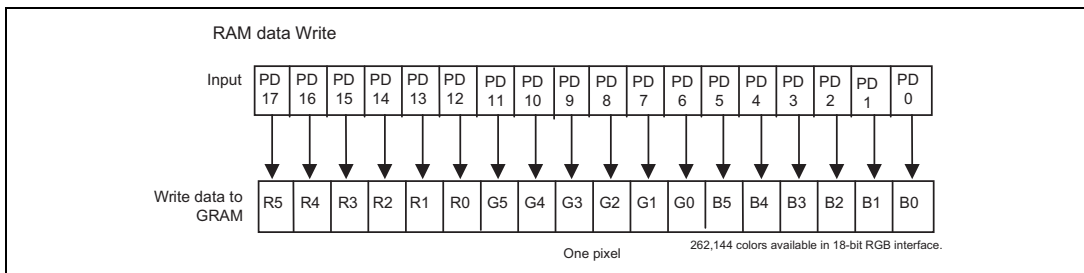 RAM data Write
Input PD PD PD PD PD PD PD PD PD PD PD PD PD PD PD PD PD PD
17 16 15 14 13 12 11 10 9 8 7 6 5 4 3 2 1 0
Write data to
GRAM
R5 R4 R3 R2 R1 R0 G5 G4 G3 G2 G1 G0 B5 B4 B3 B2 B1 B0
One pixel
262,144 colors available in 18-bit RGB interface.